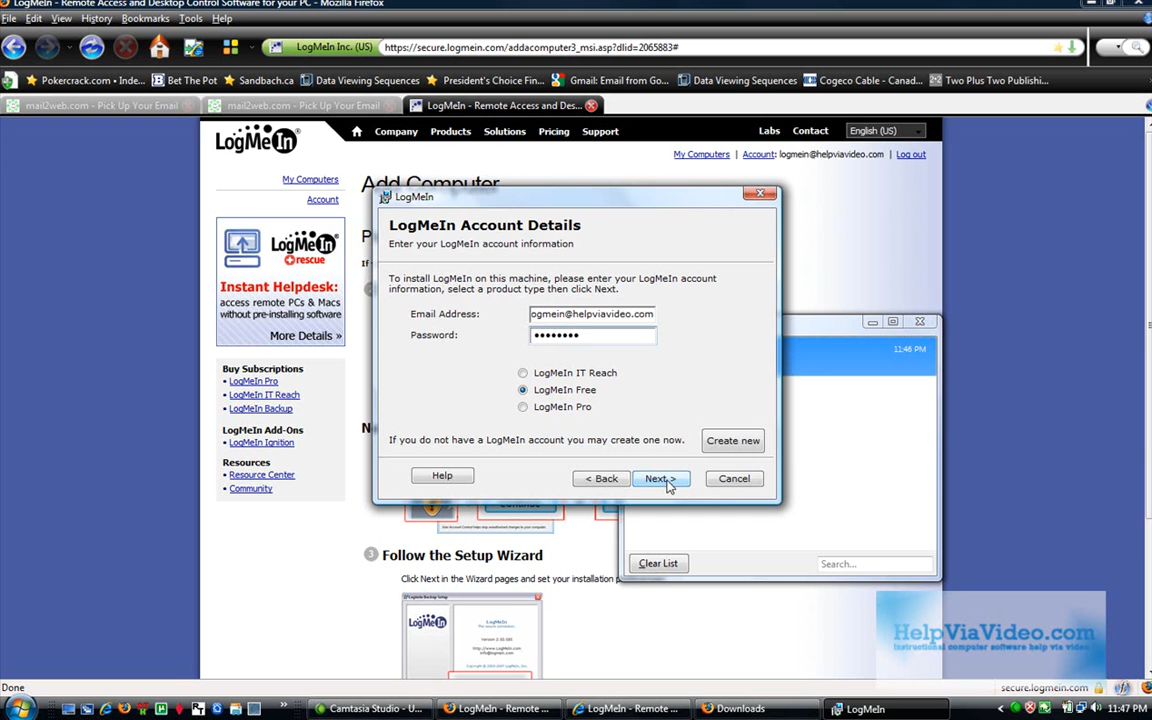 LogMeIn - Remote Access and Desktop Control Software for your PC - Mozilla Firefox
File Edit View History Bookmarks Tools Help
LogMeIn Inc. (US) https://secure.logmein.com/addacomputer3_msi.asp?dlid=2065883#
Pokercrack.com • Inde... Bet The Pot Sandbach.ca Data Viewing Sequences President's Choice Fin... Gmail: Email from Go... Data Viewing Sequences Cogeco Cable - Canad... Two Plus Two Publishi...
mail2web.com - Pick Up Your Email mail2web.com - Pick Up Your Email LogMeIn - Remote Access and Des...
LogMeIn® Company Products Solutions Pricing Support Labs Contact English (US)
My Computers | Account: logmein@helpviavideo.com | Log out
My Computers
Account
Add Computer
LogMeIn
rescue
Instant Helpdesk:
access remote PCs & Macs
without pre-installing software
More Details »
Buy Subscriptions
• LogMeIn Pro
• LogMeIn IT Reach
• LogMeIn Backup
LogMeIn Add-Ons
• LogMeIn Ignition
Resources
• Resource Center
• Community
LogMeIn
LogMeIn Account Details
Enter your LogMeIn account information
To install LogMeIn on this machine, please enter your LogMeIn account
information, select a product type then click Next.
Email Address: ogmein@helpviavideo.com
Password: ••••••••
LogMeIn IT Reach
LogMeIn Free
LogMeIn Pro
If you do not have a LogMeIn account you may create one now. Create new
Help < Back Next > Cancel
11:46 PM
Clear List Search...
3 Follow the Setup Wizard
Click Next in the Wizard pages and set your installation
LogMeIn
HelpViaVideo.com
instructional computer software help via video
Done secure.logmein.com
Camtasia Studio - U... LogMeIn - Remote ... LogMeIn - Remote ... Downloads LogMeIn 11:47 PM